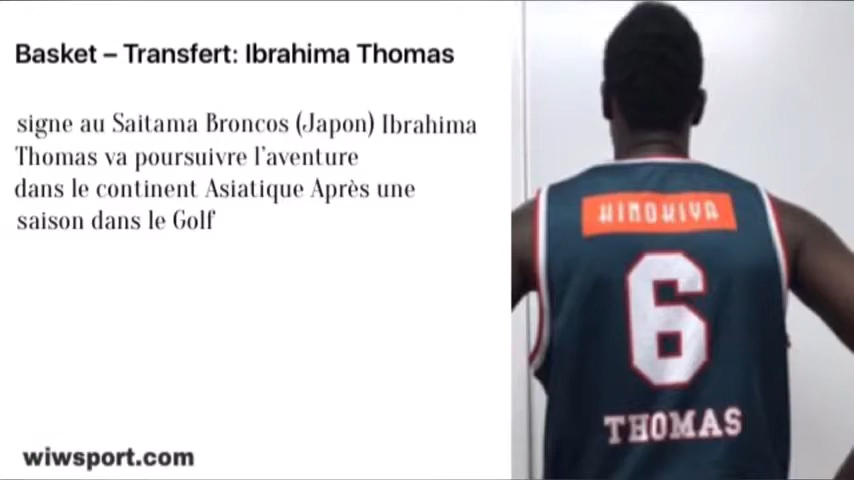 Basket – Transfert: Ibrahima Thomas
signe au Saitama Broncos (Japon) Ibrahima
Thomas va poursuivre l'aventure
dans le continent Asiatique Après une
saison dans le Golf
HINOKIYA
6
THOMAS
wiwsport.com